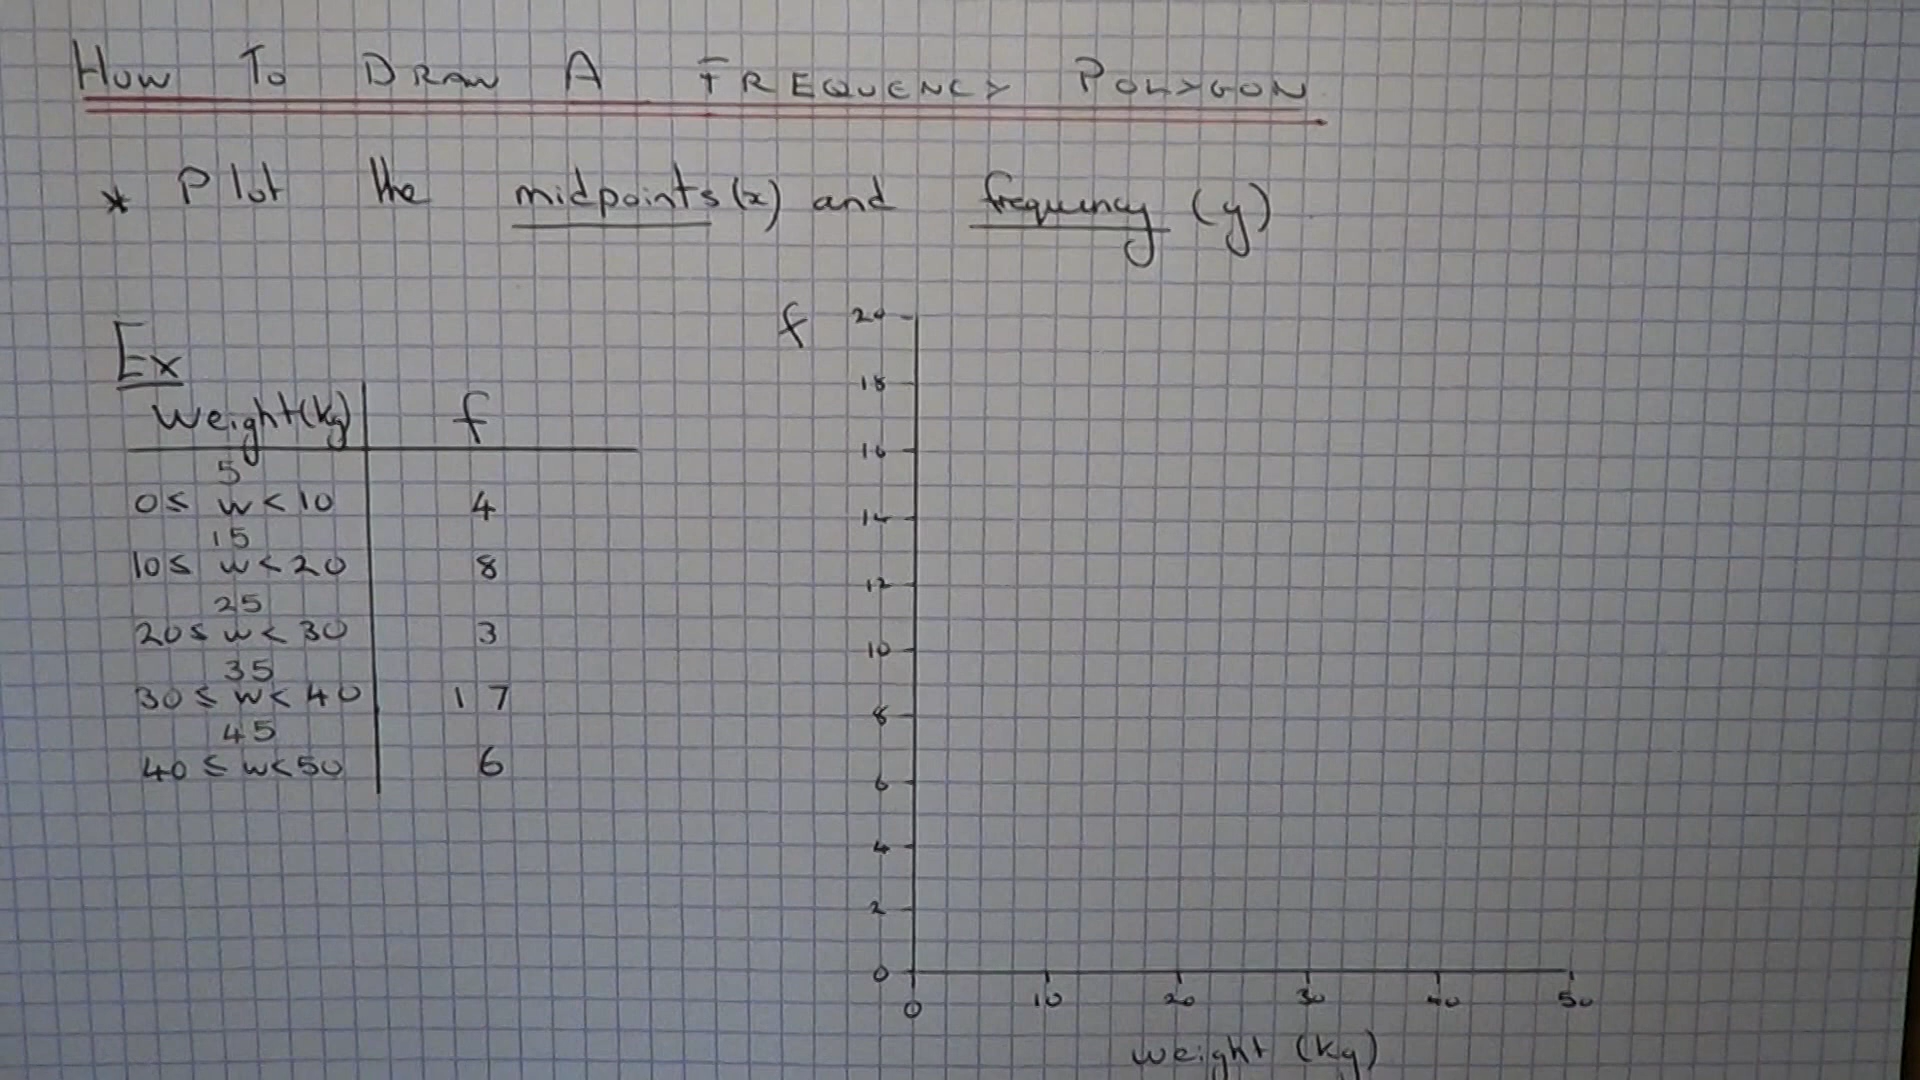 HOW TO DRAW A FREQUENCY POLYGON
* Plot the midpoints (x) and frequency (y)
Ex
Weight(kg) f
5
0≤ w<10 4
15
10≤ w<20 8
25
20≤ w<30 3
35
30≤ w<40 17
45
40≤ w<50 6
f
20
18
16
14
12
10
8
6
4
2
0
0 10 20 30 40 50
weight (kg)